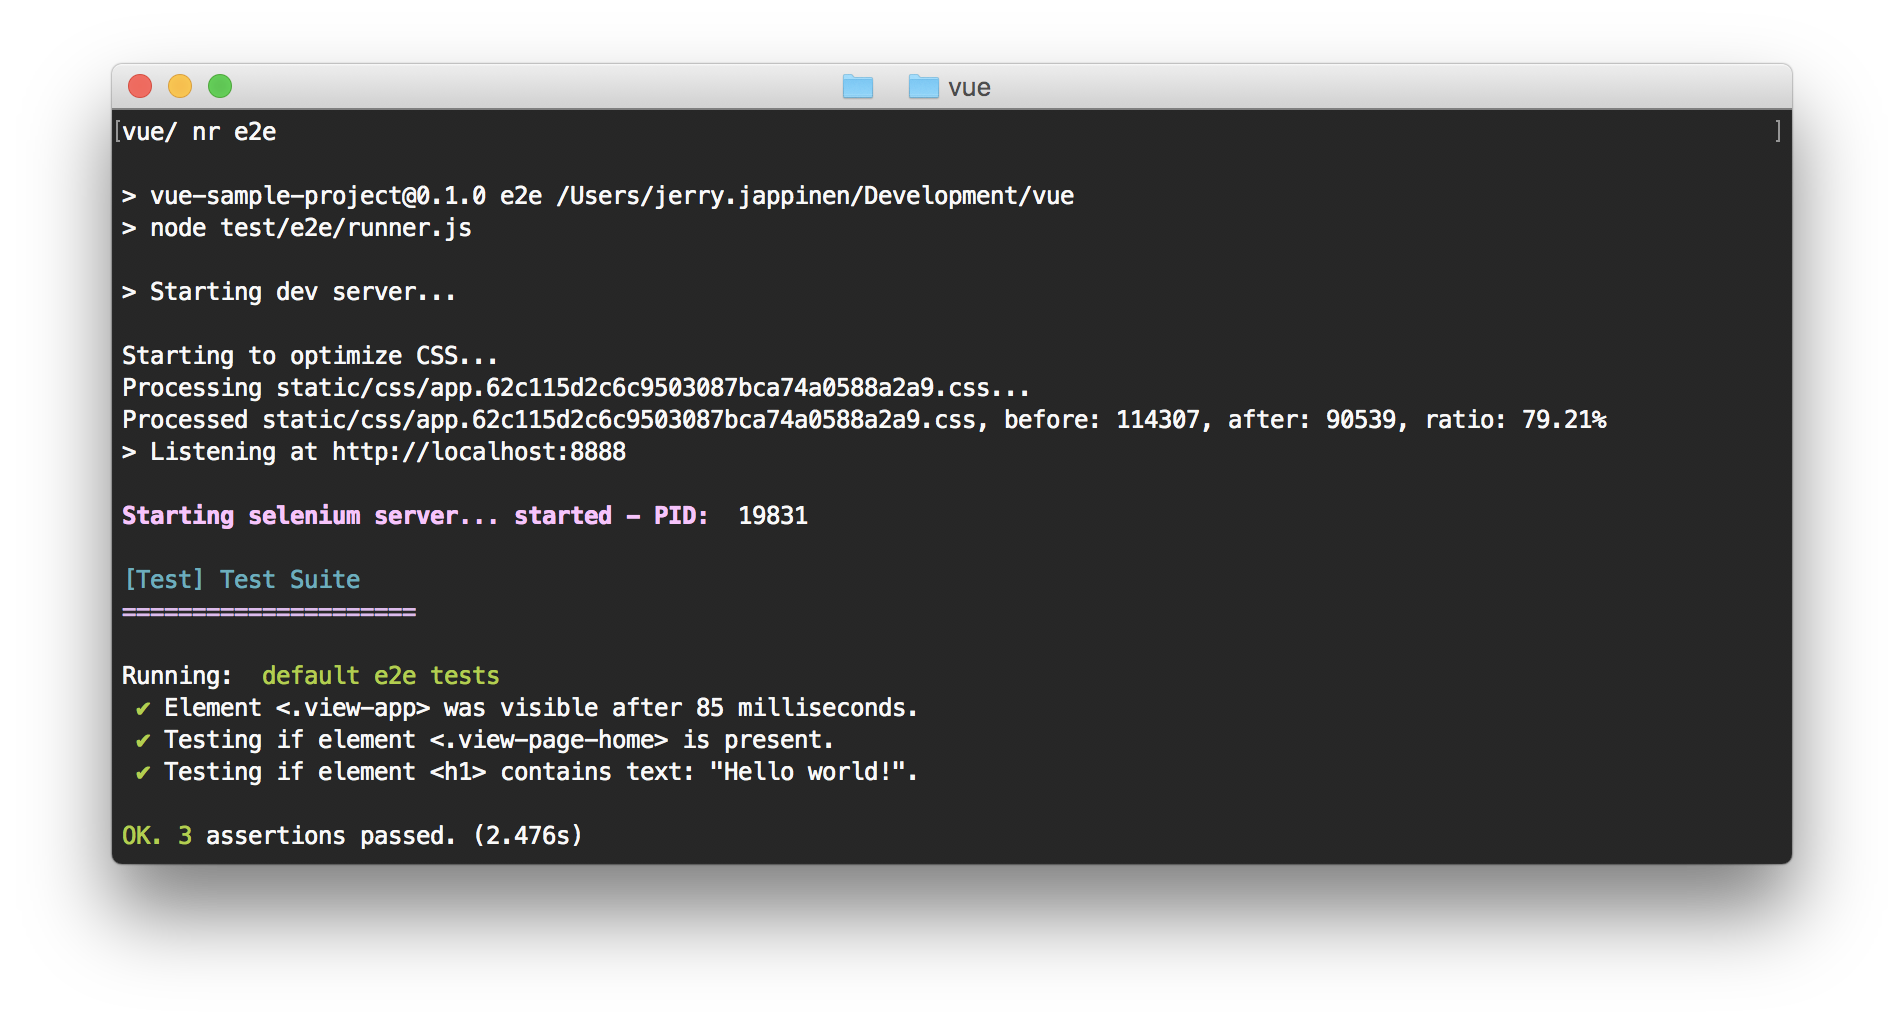 vue
[vue/ nr e2e ]
> vue-sample-project@0.1.0 e2e /Users/jerry.jappinen/Development/vue
> node test/e2e/runner.js
> Starting dev server...
Starting to optimize CSS...
Processing static/css/app.62c115d2c6c9503087bca74a0588a2a9.css...
Processed static/css/app.62c115d2c6c9503087bca74a0588a2a9.css, before: 114307, after: 90539, ratio: 79.21%
> Listening at http://localhost:8888
Starting selenium server... started - PID:  19831
[Test] Test Suite
=====================
Running:  default e2e tests
✔ Element <.view-app> was visible after 85 milliseconds.
✔ Testing if element <.view-page-home> is present.
✔ Testing if element <h1> contains text: "Hello world!".
OK. 3 assertions passed. (2.476s)